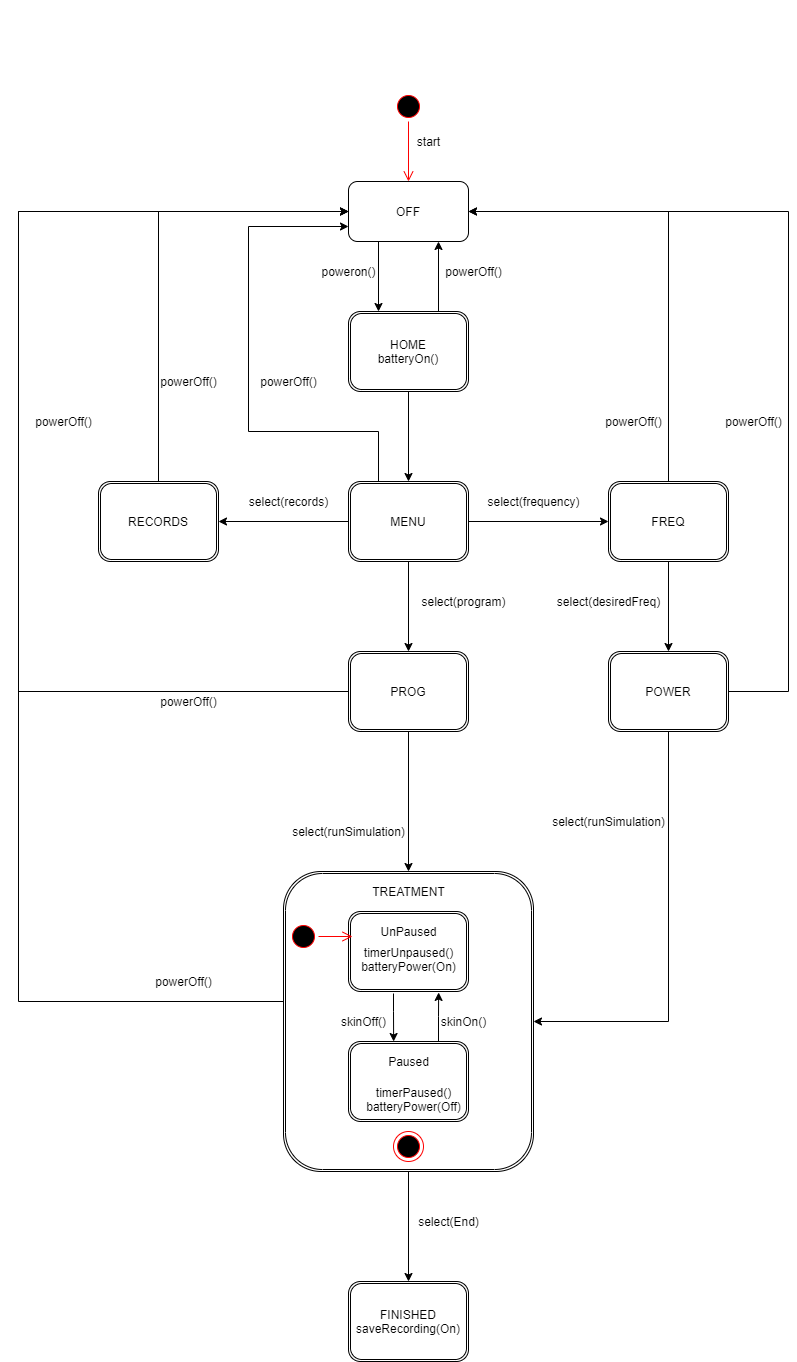 start
OFF
poweron()
powerOff()
HOME
batteryOn()
powerOff()
powerOff()
powerOff()
powerOff()
powerOff()
RECORDS
select(records)
MENU
select(frequency)
FREQ
select(program)
select(desiredFreq)
PROG
POWER
powerOff()
select(runSimulation)
select(runSimulation)
TREATMENT
UnPaused
timerUnpaused()
batteryPower(On)
powerOff()
skinOff()
skinOn()
Paused
timerPaused()
batteryPower(Off)
select(End)
FINISHED
saveRecording(On)